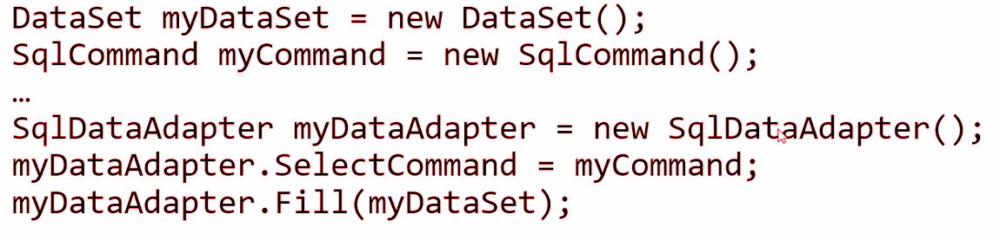 DataSet myDataSet = new DataSet();
SqlCommand myCommand = new SqlCommand();
…
SqlDataAdapter myDataAdapter = new SqlDataAdapter();
myDataAdapter.SelectCommand = myCommand;
myDataAdapter.Fill(myDataSet);